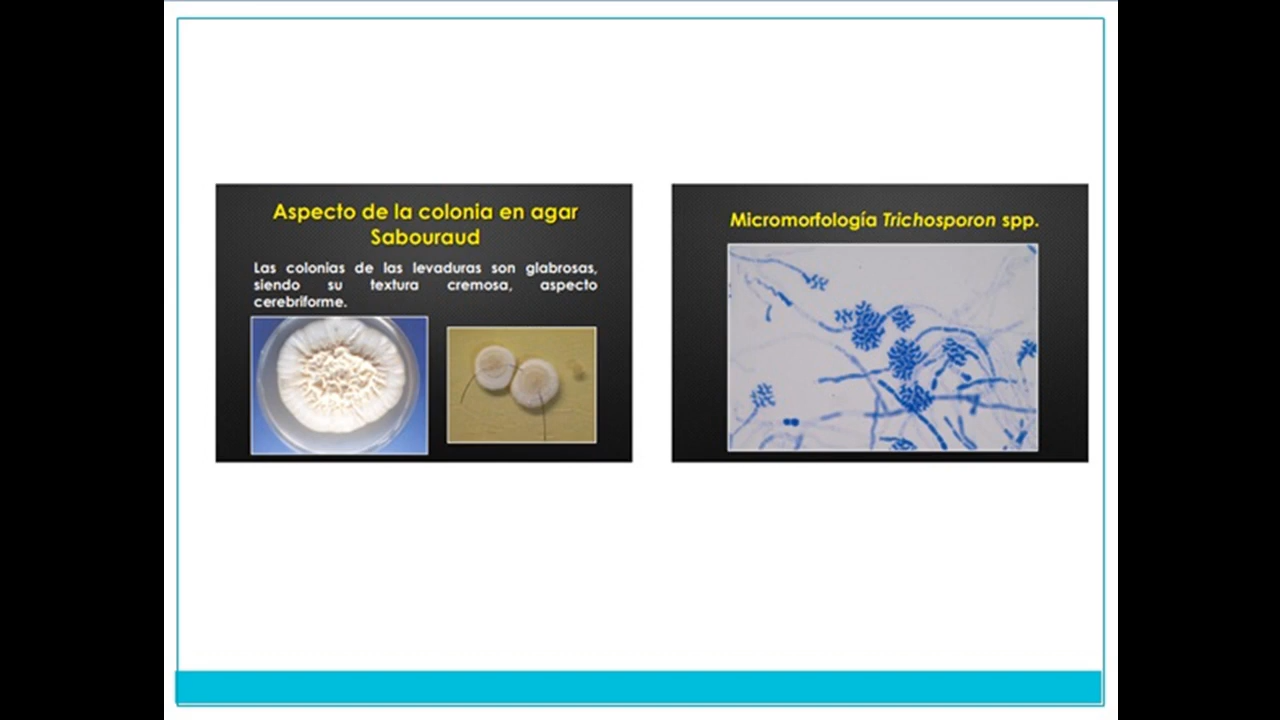 Aspecto de la colonia en agar
Sabouraud
Las colonias de las levaduras son glabrosas,
siendo su textura cremosa, aspecto
cerebriforme.
Micromorfología Trichosporon spp.